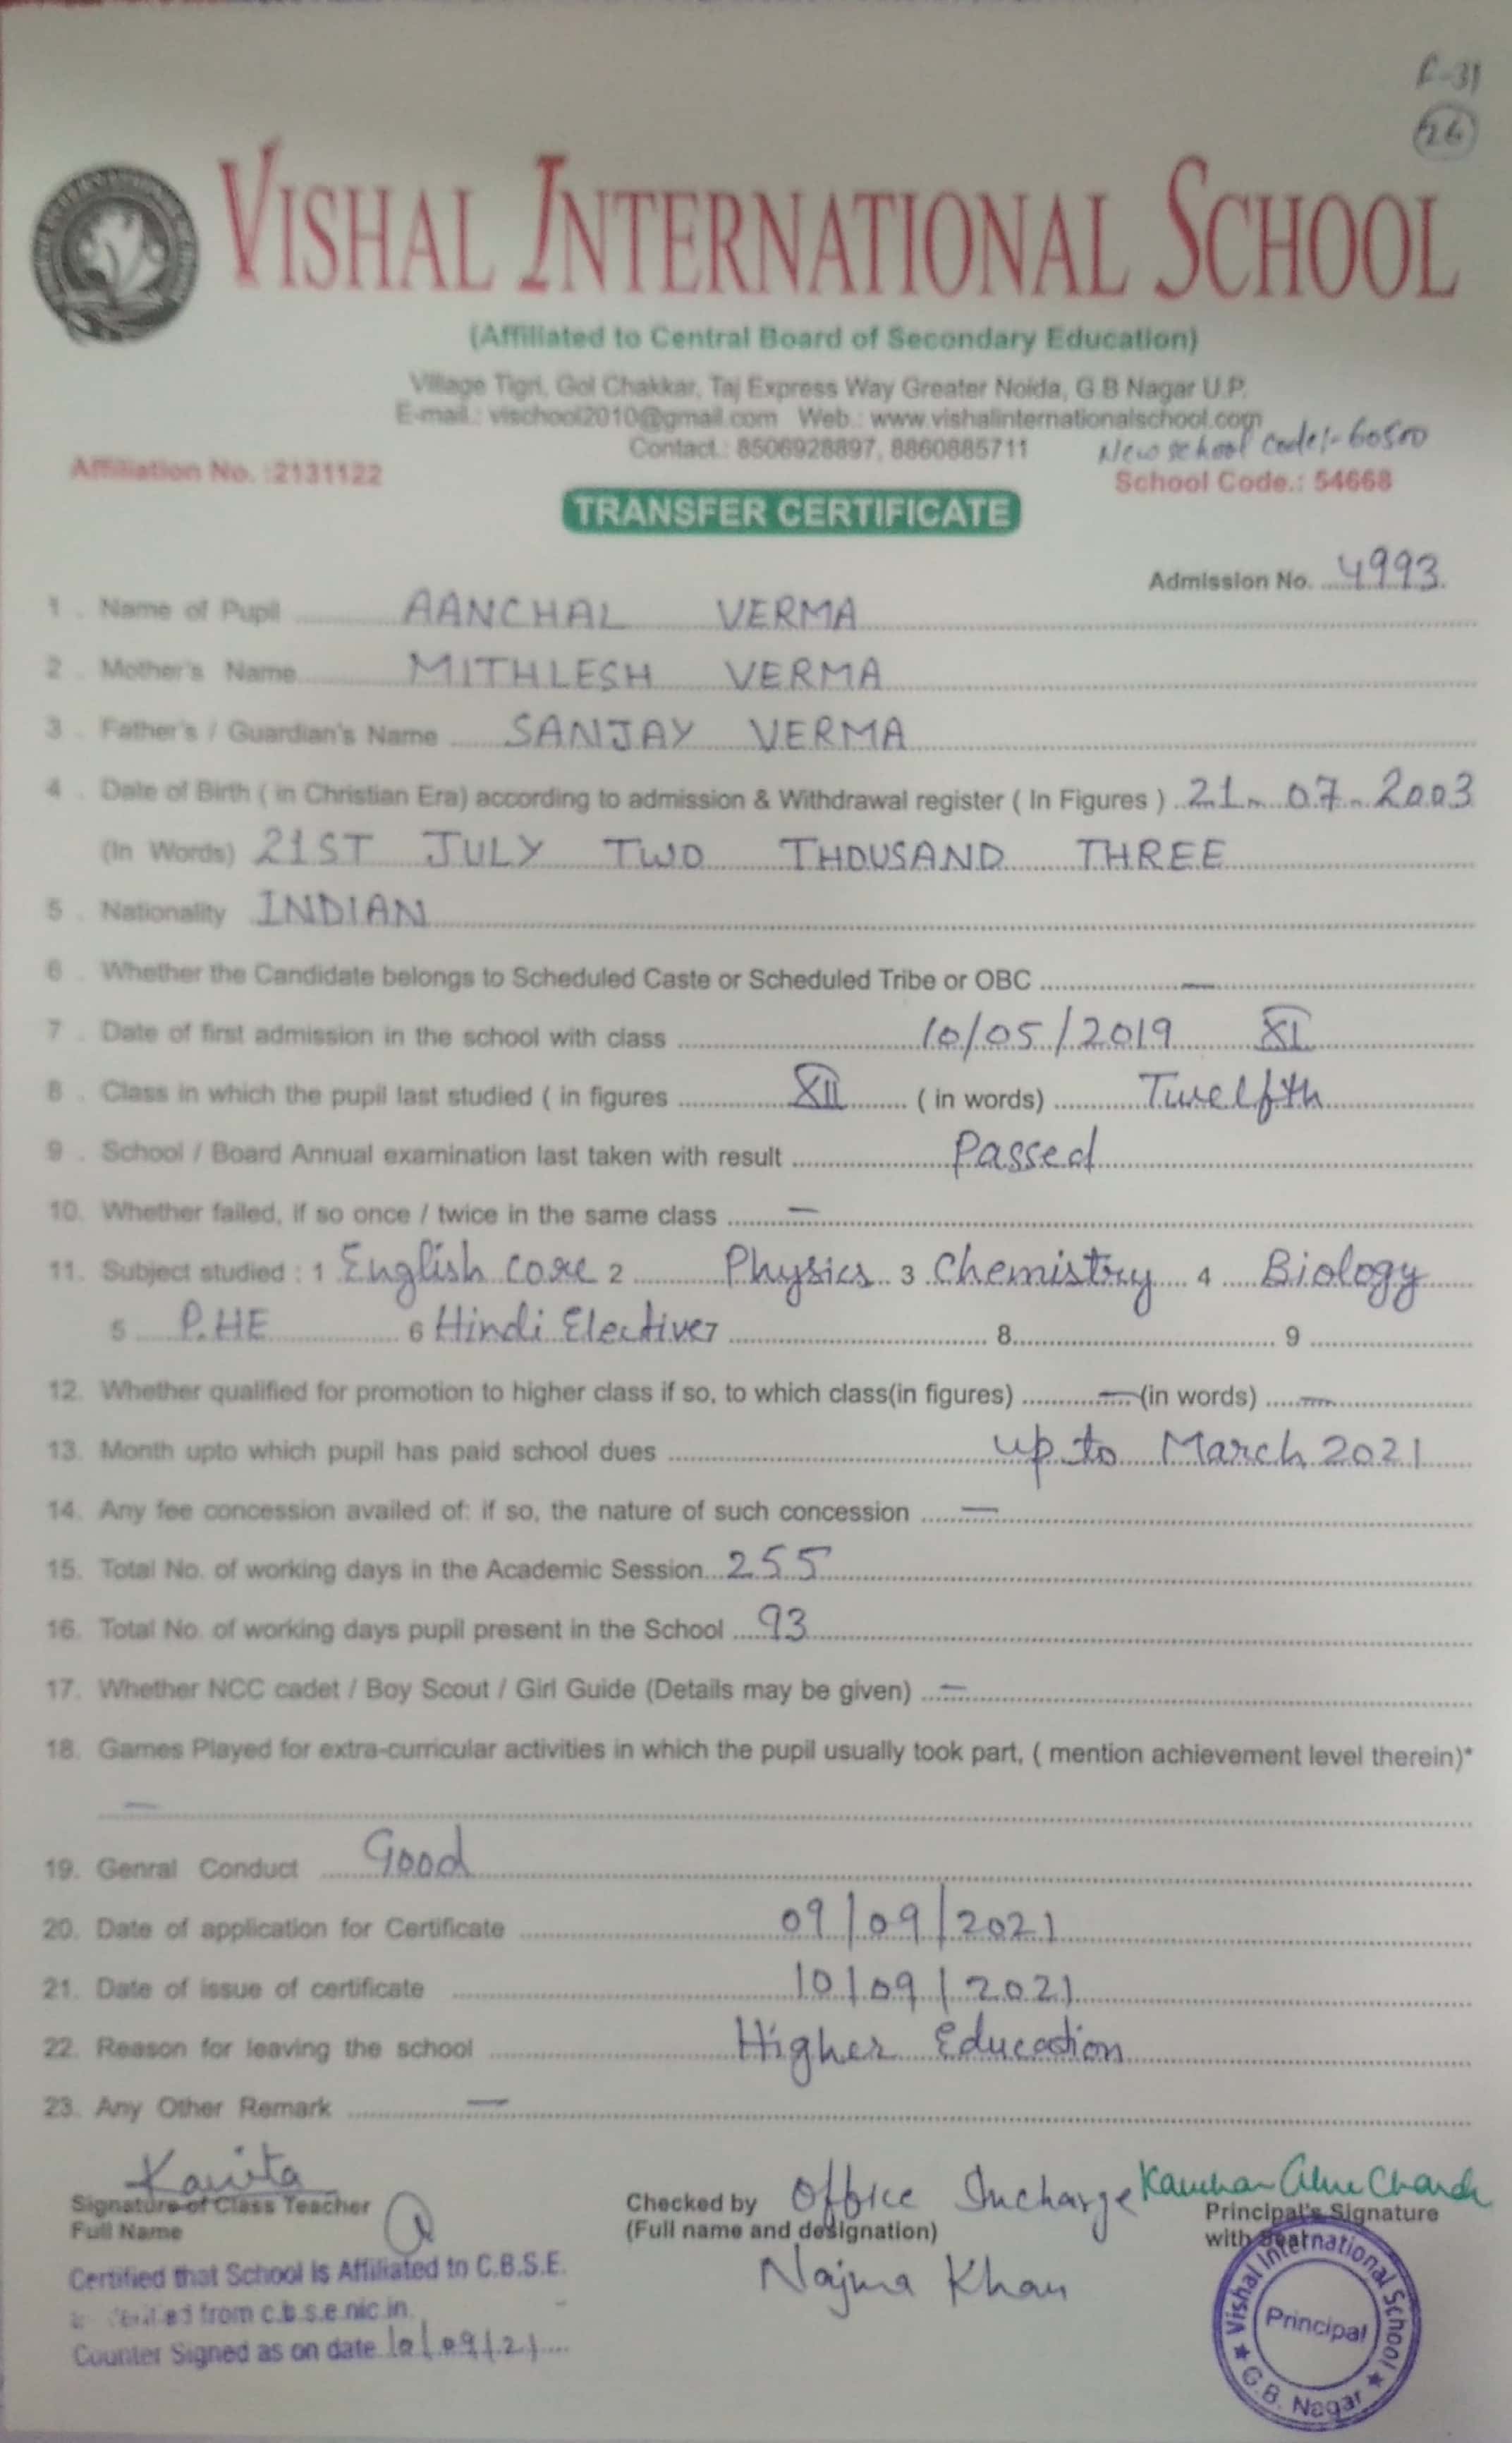 26
VISHAL INTERNATIONAL SCHOOL
(Affiliated to Central Board of Secondary Education)
Village Tigri, Gol Chakkar, Taj Express Way Greater Noida, G.B Nagar U.P.
E-mail.: vischool2010@gmail.com Web.: www.vishalinternationalschool.com
Contact.: 8506928897, 8860885711 New school code:- 60500
Affiliation No. :2131122 School Code.: 54668
TRANSFER CERTIFICATE
Admission No. 4993
1 . Name of Pupil AANCHAL VERMA
2 . Mother's Name MITHLESH VERMA
3 . Father's / Guardian's Name SANJAY VERMA
4 . Date of Birth ( in Christian Era) according to admission & Withdrawal register ( In Figures ) 21-07-2003
(In Words) 21ST JULY TWO THOUSAND THREE
5 . Nationality INDIAN
6 . Whether the Candidate belongs to Scheduled Caste or Scheduled Tribe or OBC —
7 . Date of first admission in the school with class 10/05/2019 XI
8 . Class in which the pupil last studied ( in figures XII ( in words) Twelfth
9 . School / Board Annual examination last taken with result Passed
10. Whether failed, if so once / twice in the same class —
11. Subject studied : 1 English core 2 Physics 3 Chemistry 4 Biology
5 P.HE 6 Hindi Elective 7 8 9
12. Whether qualified for promotion to higher class if so, to which class(in figures) — (in words) —
13. Month upto which pupil has paid school dues up to March 2021
14. Any fee concession availed of: if so, the nature of such concession —
15. Total No. of working days in the Academic Session 255
16. Total No. of working days pupil present in the School 93
17. Whether NCC cadet / Boy Scout / Girl Guide (Details may be given) —
18. Games Played for extra-curricular activities in which the pupil usually took part, ( mention achievement level therein)*
—
19. Genral Conduct Good
20. Date of application for Certificate 09/09/2021
21. Date of issue of certificate 10/09/2021
22. Reason for leaving the school Higher Education
23. Any Other Remark —
Kavita
Signature of Class Teacher
Full Name
Checked by Office Incharge
(Full name and designation)
Najma Khan
Principal's Signature
with Seal
Certified that School is Affiliated to C.B.S.E.
from c.b.s.e.nic.in.
Counter Signed as on date 10/09/21
Vishal International School
Principal
G.B. Nagar